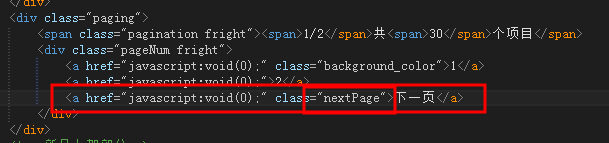 </div>
<div class="paging">
<span class="pagination fright"><span>1/2</span>共<span>30</span>个项目</span>
<div class="pageNum fright">
<a href="javascript:void(0);" class="background_color">1</a>
<a href="javascript:void(0);">2</a>
<a href="javascript:void(0);" class="nextPage">下一页</a>
</div>
</div>